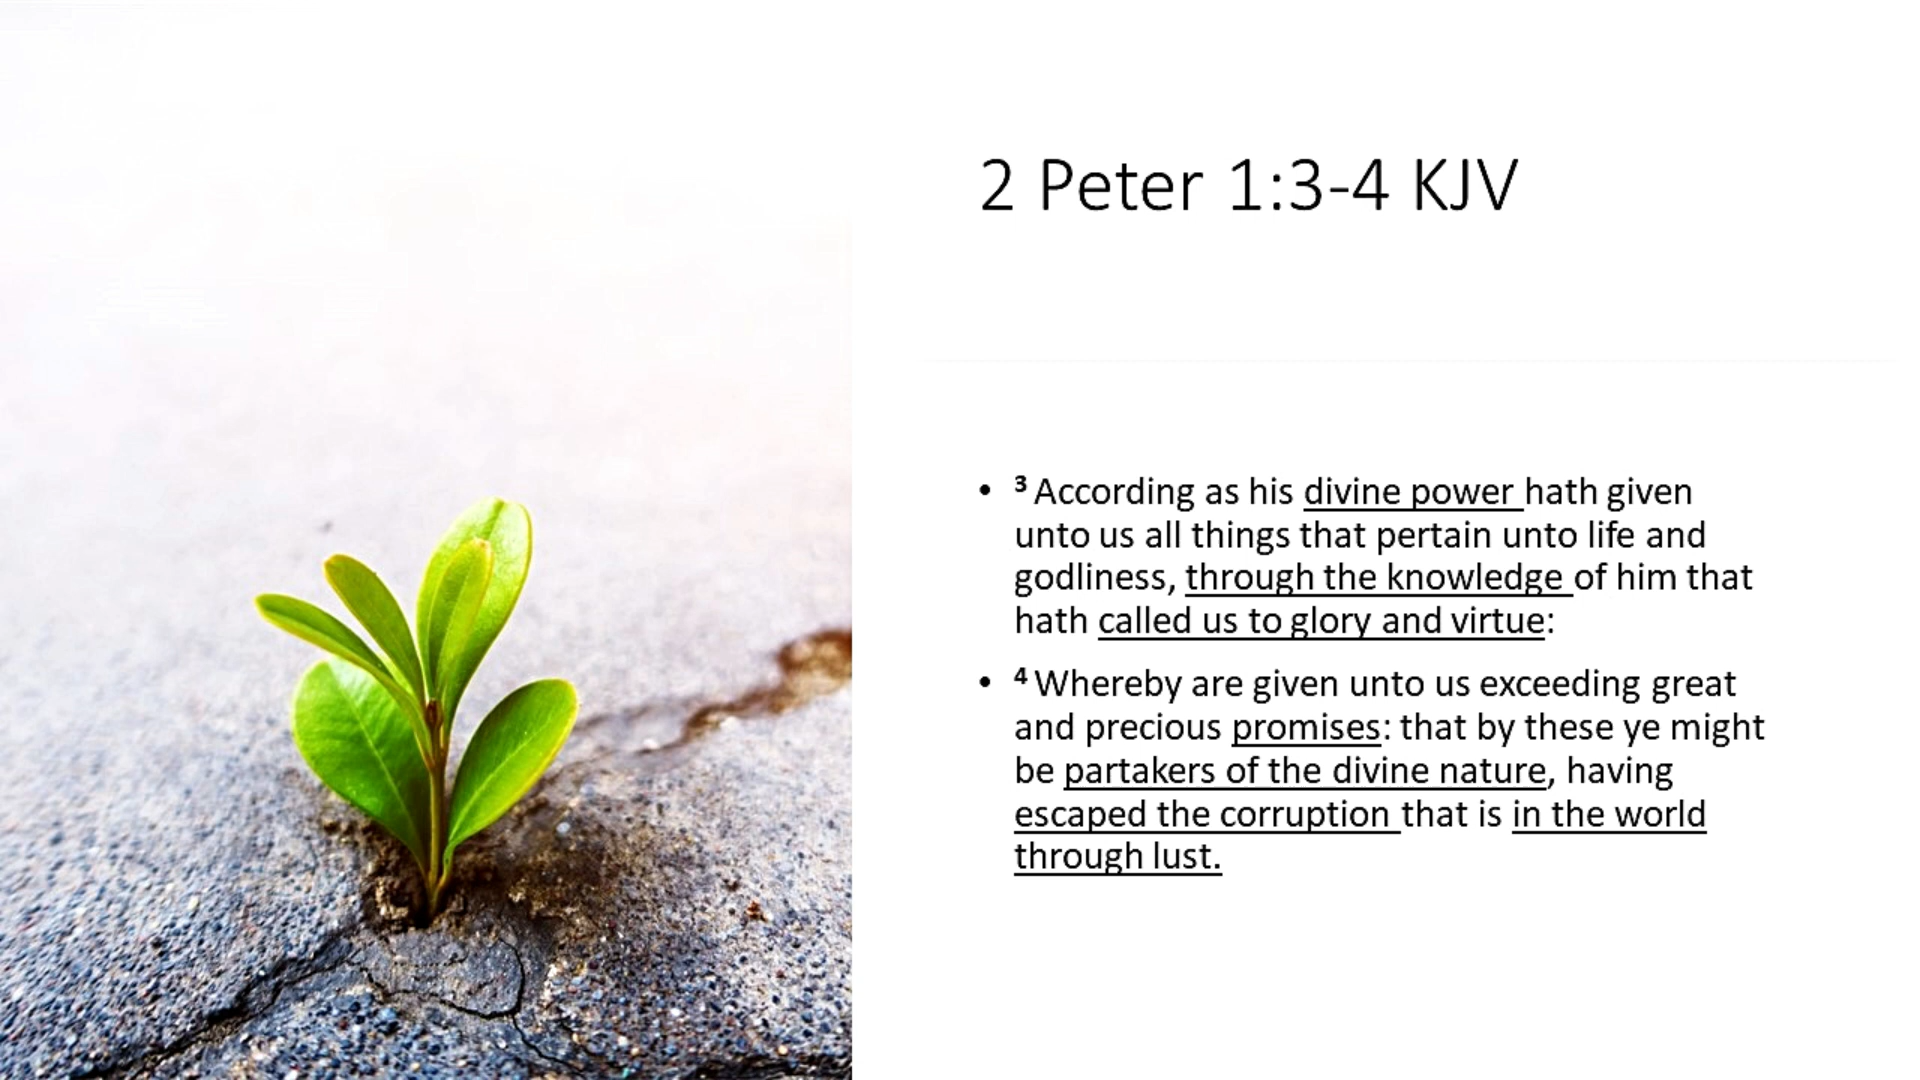 2 Peter 1:3-4 KJV
• ³ According as his divine power hath given
unto us all things that pertain unto life and
godliness, through the knowledge of him that
hath called us to glory and virtue:
• ⁴ Whereby are given unto us exceeding great
and precious promises: that by these ye might
be partakers of the divine nature, having
escaped the corruption that is in the world
through lust.